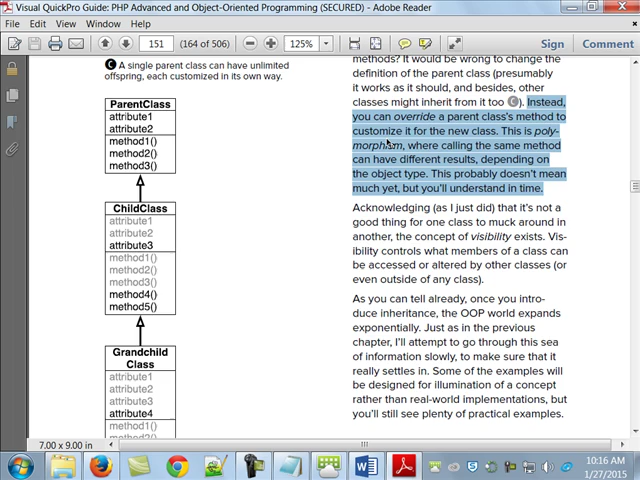 Visual QuickPro Guide: PHP Advanced and Object-Oriented Programming (SECURED) - Adobe Reader
File Edit View Window Help
151 (164 of 506) 125% Sign Comment
C A single parent class can have unlimited
offspring, each customized in its own way.
ParentClass
attribute1
attribute2
method1()
method2()
method3()
ChildClass
attribute1
attribute2
attribute3
method1()
method2()
method3()
method4()
method5()
Grandchild
Class
attribute1
attribute2
attribute3
attribute4
method1()
method2()
methods? It would be wrong to change the
definition of the parent class (presumably
it works as it should, and besides, other
classes might inherit from it too C). Instead,
you can override a parent class's method to
customize it for the new class. This is poly-
morphism, where calling the same method
can have different results, depending on
the object type. This probably doesn't mean
much yet, but you'll understand in time.
Acknowledging (as I just did) that it's not a
good thing for one class to muck around in
another, the concept of visibility exists. Vis-
ibility controls what members of a class can
be accessed or altered by other classes (or
even outside of any class).
As you can tell already, once you intro-
duce inheritance, the OOP world expands
exponentially. Just as in the previous
chapter, I'll attempt to go through this sea
of information slowly, to make sure that it
really settles in. Some of the examples will
be designed for illumination of a concept
rather than real-world implementations, but
you'll still see plenty of practical examples.
7.00 x 9.00 in
10:16 AM
1/27/2015